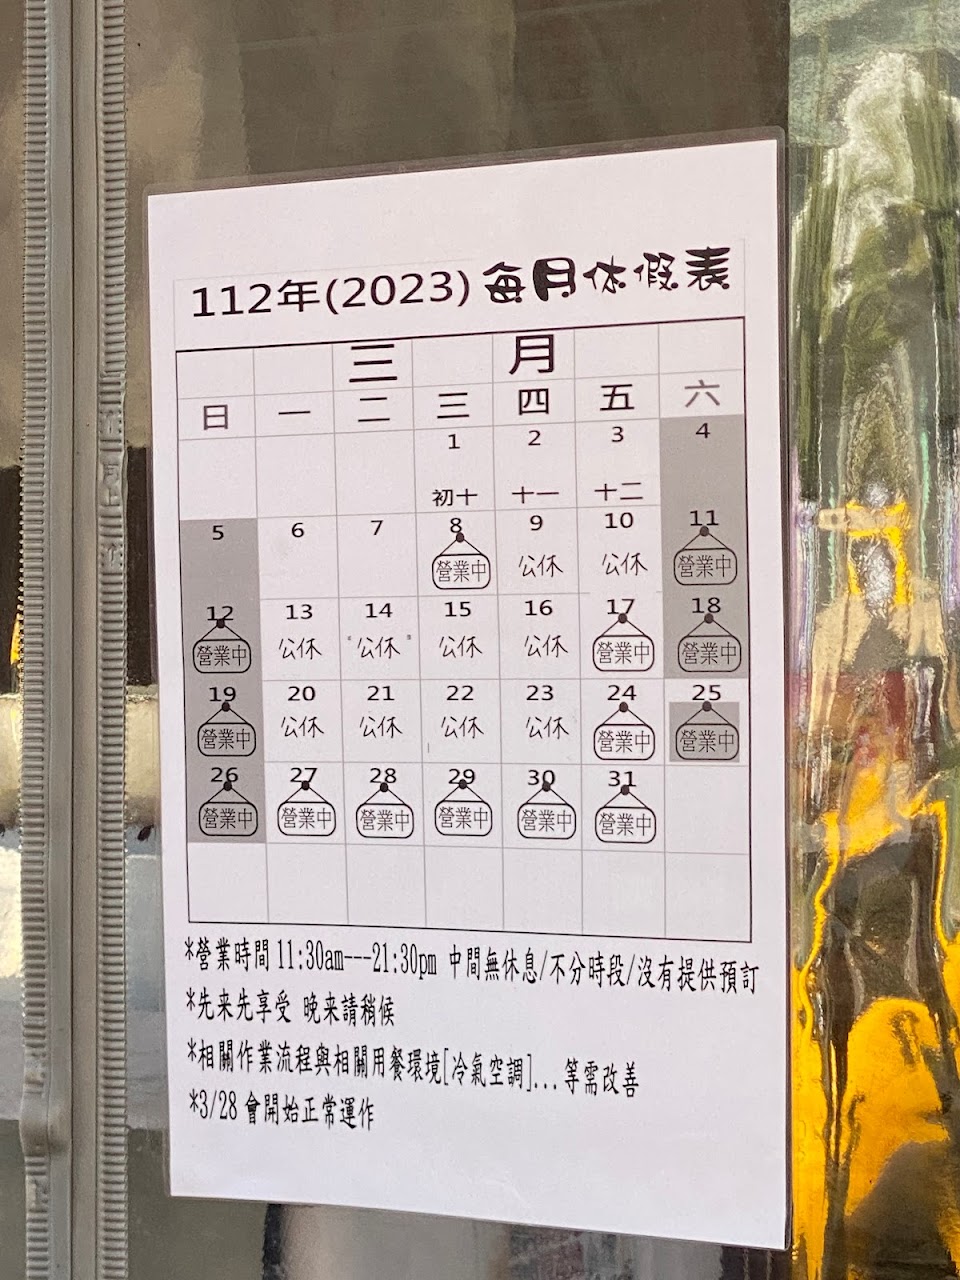 112年(2023)每月休假表
三 月
日 一 二 三 四 五 六
1 2 3 4
初十 十一 十二
5 6 7 8 9 10 11
營業中 公休 公休 營業中
12 13 14 15 16 17 18
營業中 公休 公休 公休 公休 營業中 營業中
19 20 21 22 23 24 25
營業中 公休 公休 公休 公休 營業中 營業中
26 27 28 29 30 31
營業中 營業中 營業中 營業中 營業中 營業中
*營業時間 11:30am---21:30pm 中間無休息/不分時段/沒有提供預訂
*先来先享受 晚来請稍候
*相關作業流程與相關用餐環境[冷氣空調]...等需改善
*3/28 會開始正常運作